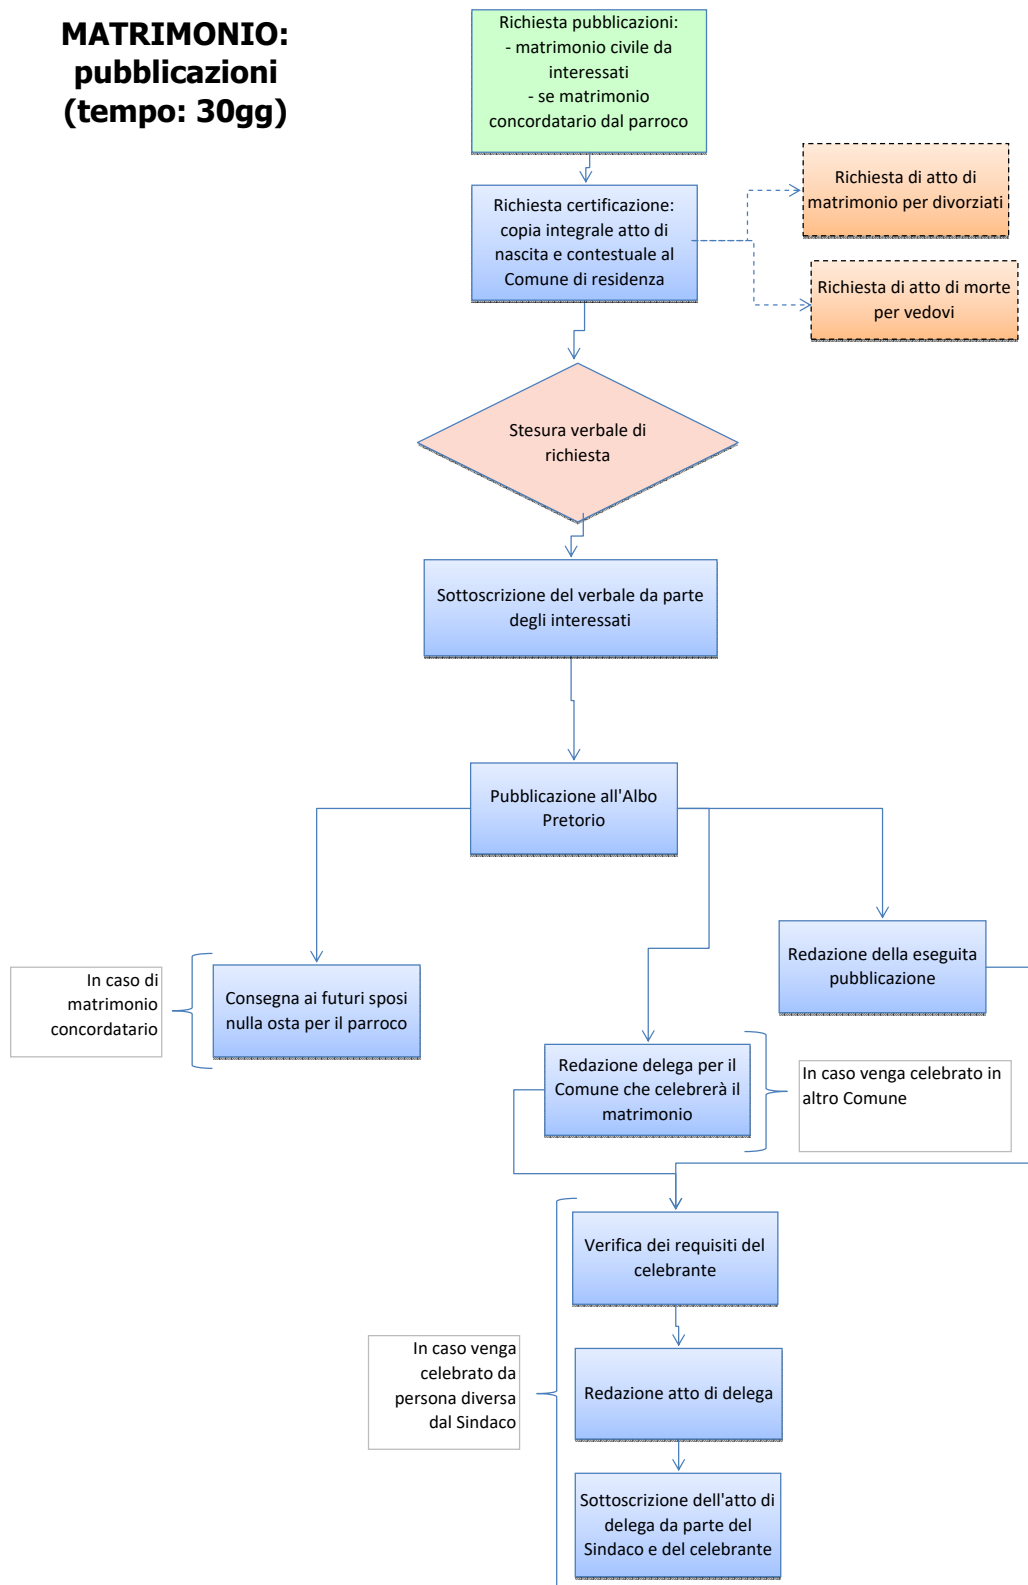 MATRIMONIO:
pubblicazioni
(tempo: 30gg)
Richiesta pubblicazioni:
- matrimonio civile da
interessati
- se matrimonio
concordatario dal parroco
Richiesta certificazione:
copia integrale atto di
nascita e contestuale al
Comune di residenza
Richiesta di atto di
matrimonio per divorziati
Richiesta di atto di morte
per vedovi
Stesura verbale di
richiesta
Sottoscrizione del verbale da parte
degli interessati
Pubblicazione all'Albo
Pretorio
In caso di
matrimonio
concordatario
Consegna ai futuri sposi
nulla osta per il parroco
Redazione della eseguita
pubblicazione
Redazione delega per il
Comune che celebrerà il
matrimonio
In caso venga celebrato in
altro Comune
Verifica dei requisiti del
celebrante
In caso venga
celebrato da
persona diversa
dal Sindaco
Redazione atto di delega
Sottoscrizione dell'atto di
delega da parte del
Sindaco e del celebrante